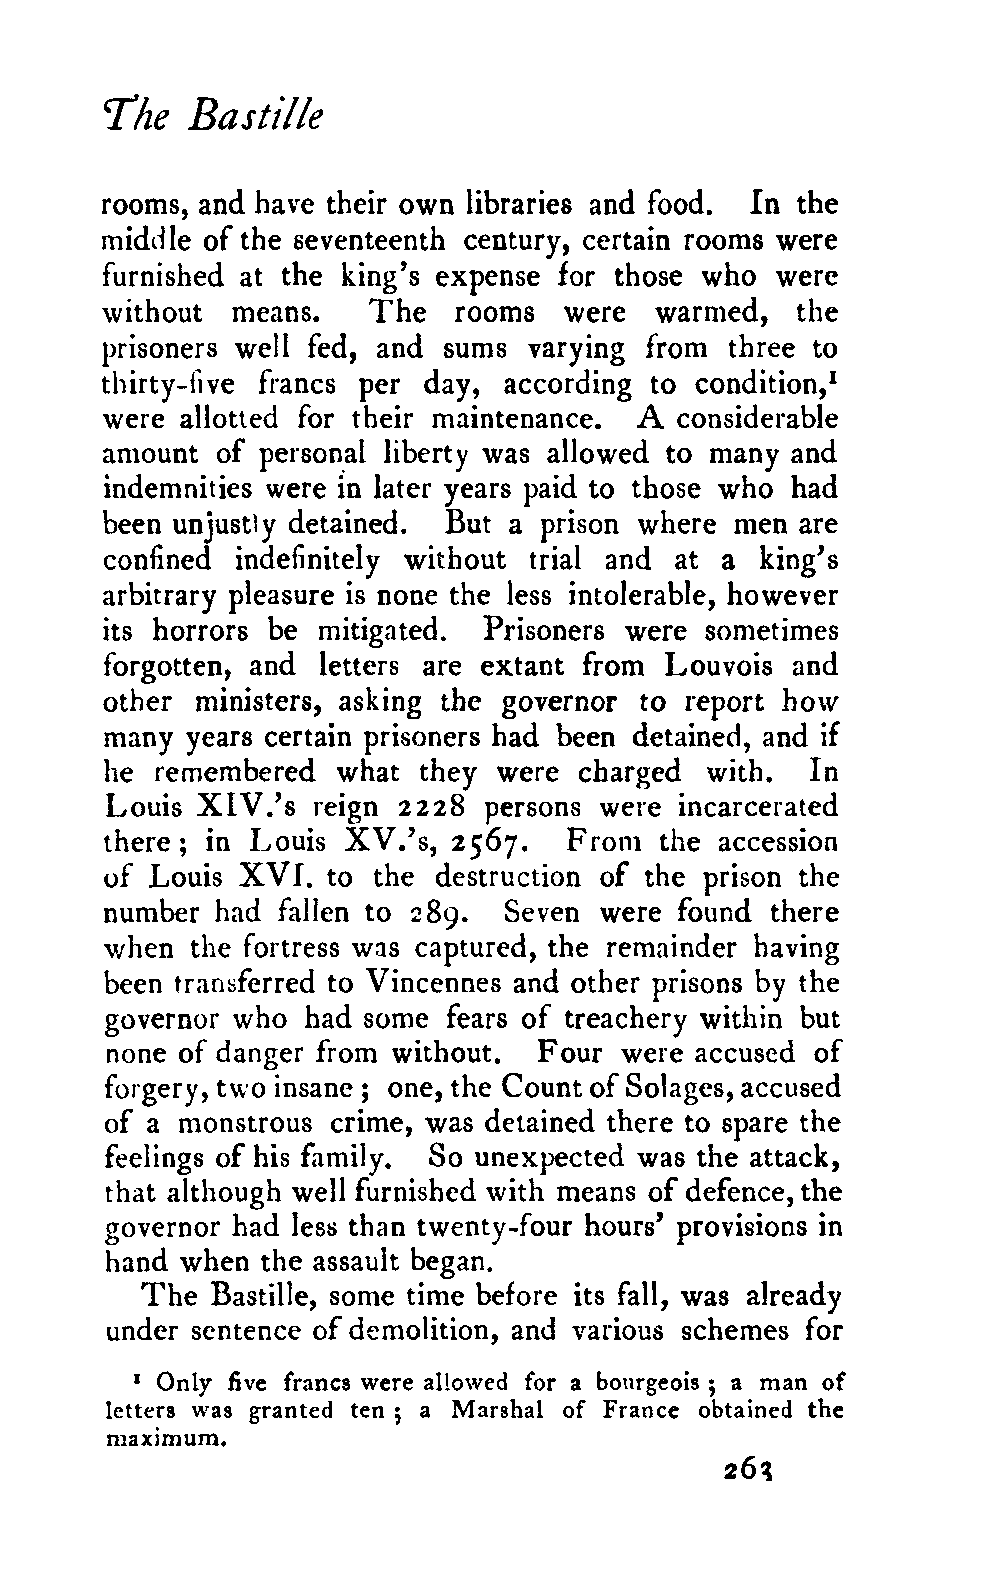 The Bastille
rooms, and have their own libraries and food. In the
middle of the seventeenth century, certain rooms were
furnished at the king's expense for those who were
without means. The rooms were warmed, the
prisoners well fed, and sums varying from three to
thirty-five francs per day, according to condition,¹
were allotted for their maintenance. A considerable
amount of personal liberty was allowed to many and
indemnities were in later years paid to those who had
been unjustly detained. But a prison where men are
confined indefinitely without trial and at a king's
arbitrary pleasure is none the less intolerable, however
its horrors be mitigated. Prisoners were sometimes
forgotten, and letters are extant from Louvois and
other ministers, asking the governor to report how
many years certain prisoners had been detained, and if
he remembered what they were charged with. In
Louis XIV.'s reign 2228 persons were incarcerated
there; in Louis XV.'s, 2567. From the accession
of Louis XVI. to the destruction of the prison the
number had fallen to 289. Seven were found there
when the fortress was captured, the remainder having
been transferred to Vincennes and other prisons by the
governor who had some fears of treachery within but
none of danger from without. Four were accused of
forgery, two insane; one, the Count of Solages, accused
of a monstrous crime, was detained there to spare the
feelings of his family. So unexpected was the attack,
that although well furnished with means of defence, the
governor had less than twenty-four hours' provisions in
hand when the assault began.
The Bastille, some time before its fall, was already
under sentence of demolition, and various schemes for
¹ Only five francs were allowed for a bourgeois; a man of
letters was granted ten; a Marshal of France obtained the
maximum.
263